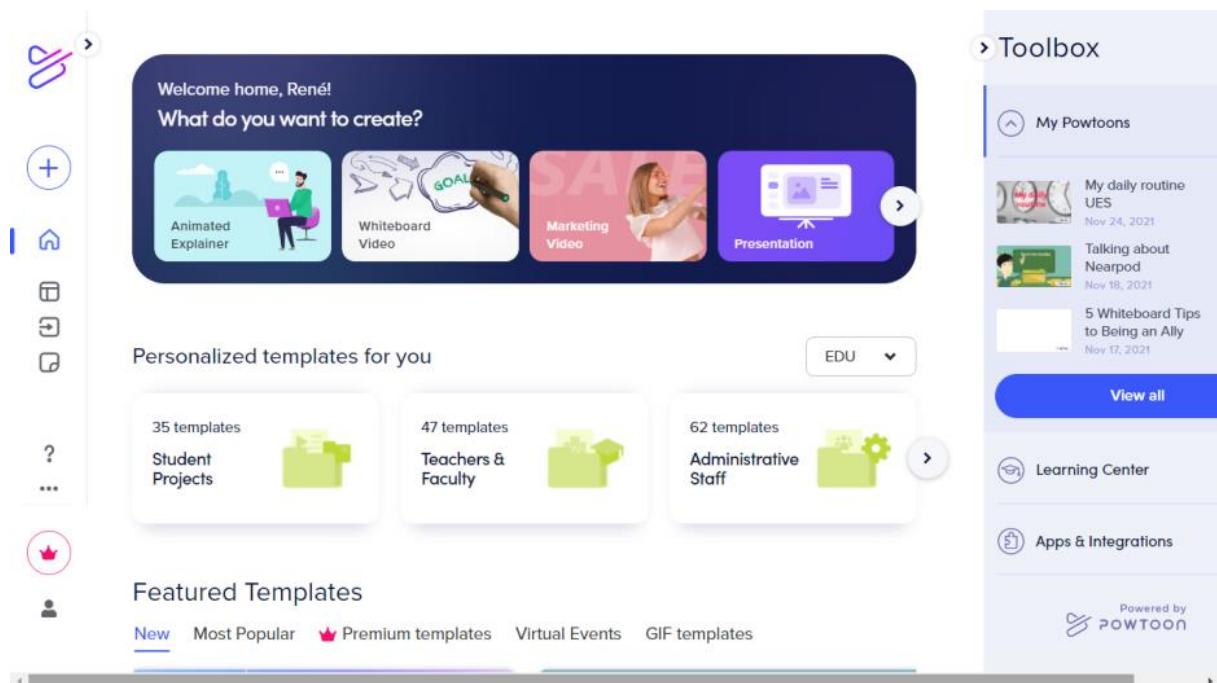 Welcome home, René!
What do you want to create?
Animated
Explainer
GOAL
Whiteboard
Video
SALE
Marketing
Video
Presentation
Personalized templates for you
EDU
35 templates
Student
Projects
47 templates
Teachers &
Faculty
62 templates
Administrative
Staff
Featured Templates
New
Most Popular
Premium templates
Virtual Events
GIF templates
Toolbox
My Powtoons
My daily
routine
My daily routine
UES
Nov 24, 2021
Talking about
Nearpod
Nov 18, 2021
5 Whiteboard Tips
to Being an Ally
Nov 17, 2021
View all
Learning Center
Apps & Integrations
Powered by
POWTOON
?